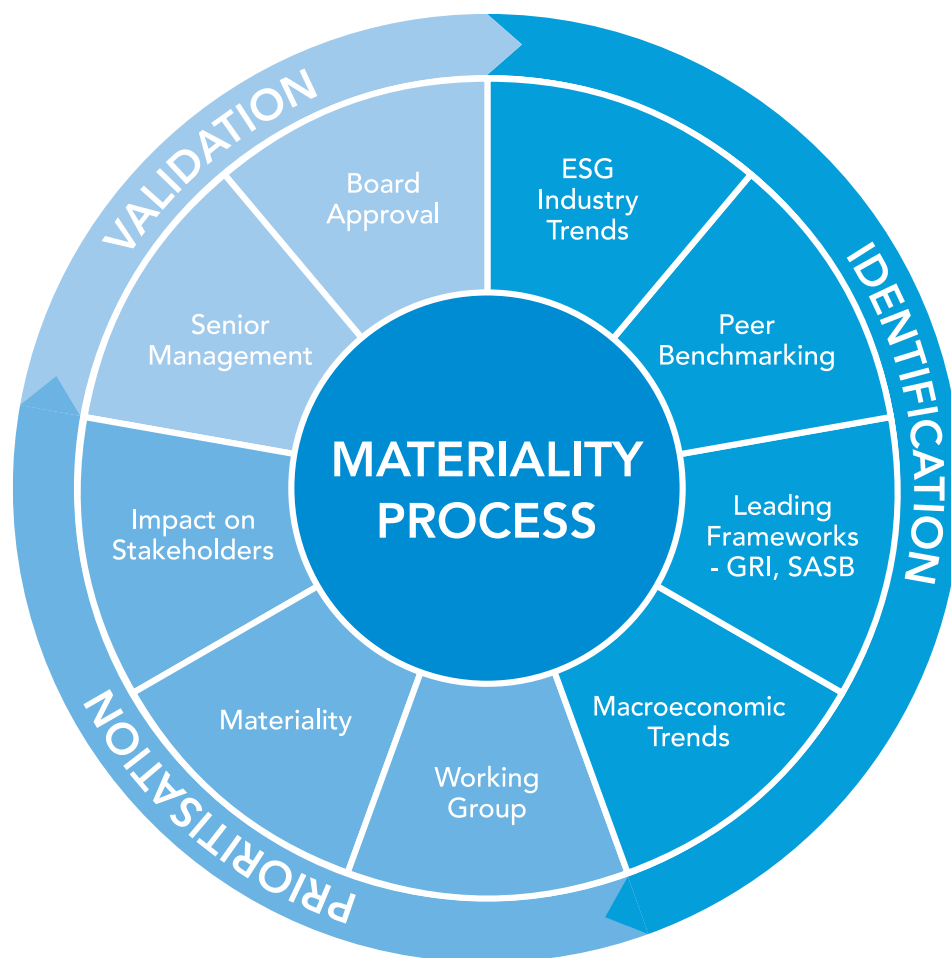 MATERIALITY
PROCESS
IDENTIFICATION
ESG
Industry
Trends
Peer
Benchmarking
Leading
Frameworks
- GRI, SASB
Macroeconomic
Trends
PRIORITISATION
Working
Group
Materiality
Impact on
Stakeholders
VALIDATION
Senior
Management
Board
Approval